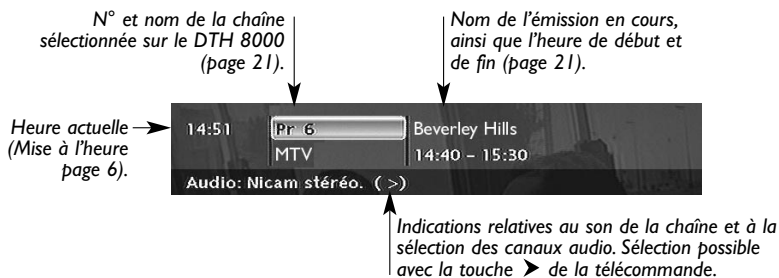 N° et nom de la chaîne
sélectionnée sur le DTH 8000
(page 21).
Nom de l’émission en cours,
ainsi que l’heure de début et
de fin (page 21).
Heure actuelle
(Mise à l’heure
page 6).
14:51
Pr 6
MTV
Beverley Hills
14:40 – 15:30
Audio: Nicam stéréo. ( >)
Indications relatives au son de la chaîne et à la
sélection des canaux audio. Sélection possible
avec la touche > de la télécommande.